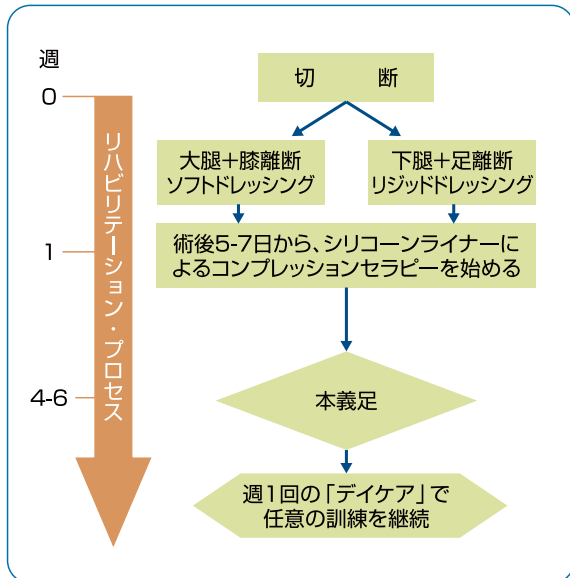 週
0
1
4-6
リハビリテーション・プロセス
切　　断
大腿＋膝離断
ソフトドレッシング
下腿＋足離断
リジッドドレッシング
術後5-7日から、シリコーンライナーに
よるコンプレッションセラピーを始める
本義足
週1回の「デイケア」で
任意の訓練を継続